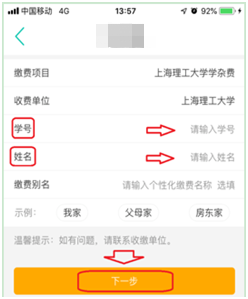 中国移动 4G 13:57 92%
缴费项目 上海理工大学学杂费
收费单位 上海理工大学
学号 请输入学号
姓名 请输入姓名
缴费别名 请输入个性化缴费名称 选填
示例： 我家 父母家 房东家
温馨提示：如有问题，请联系收缴单位。
下一步